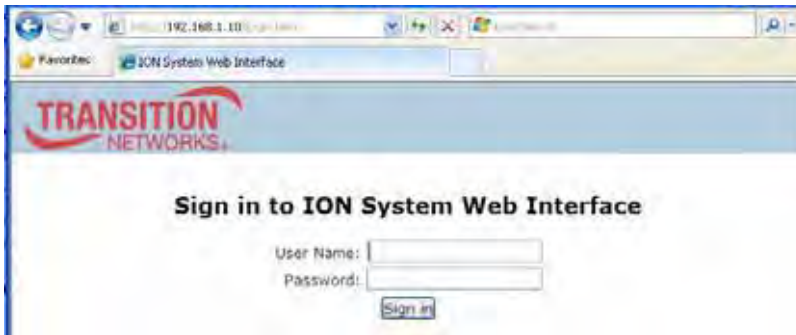 192.168.1.10
Favorites
ION System Web Interface
TRANSITION
NETWORKS
Sign in to ION System Web Interface
User Name:
Password:
Sign in